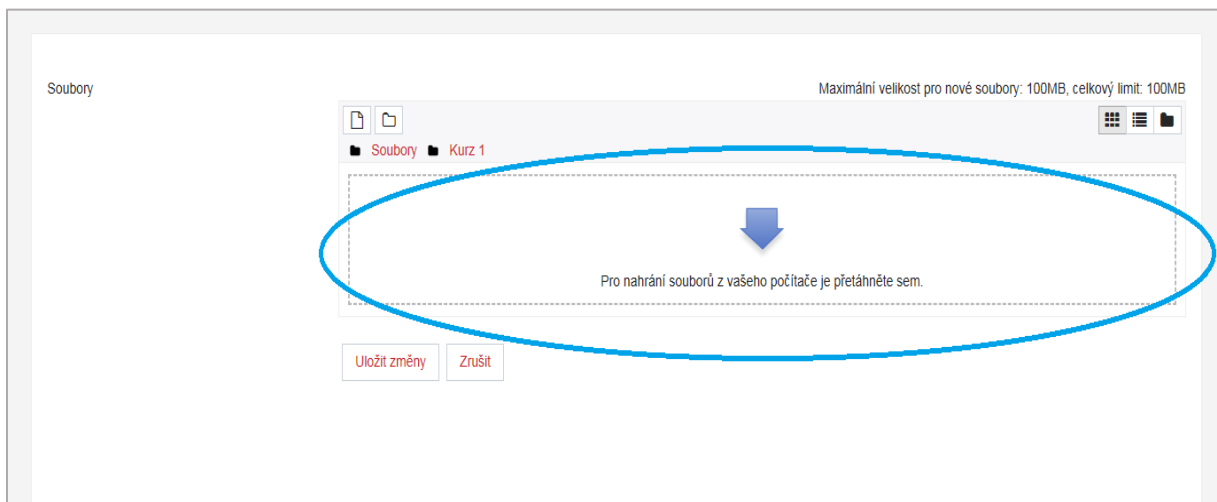 Soubory
Maximální velikost pro nové soubory: 100MB, celkový limit: 100MB
Soubory Kurz 1
Pro nahrání souborů z vašeho počítače je přetáhněte sem.
Uložit změny Zrušit